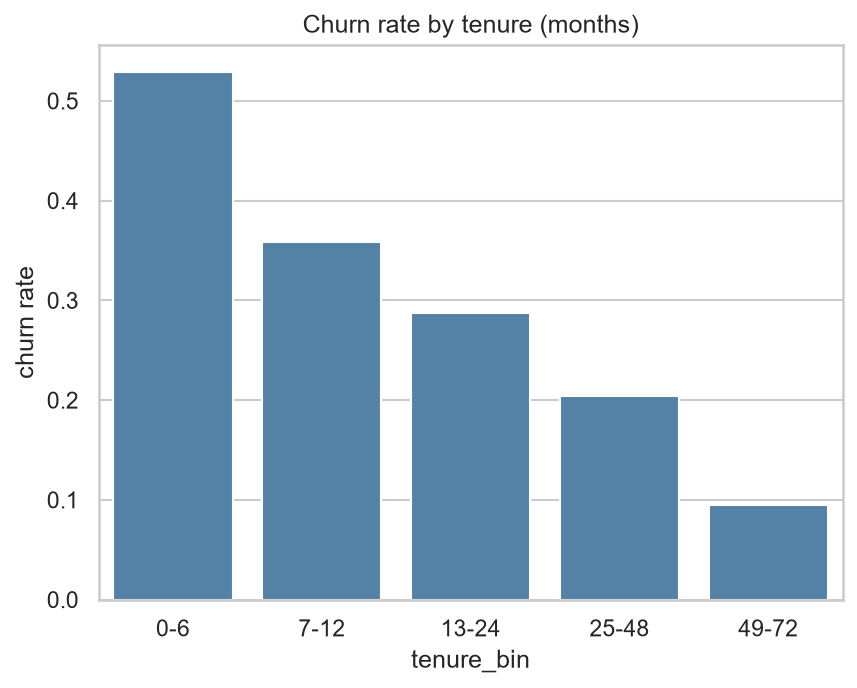 Churn rate by tenure (months)
churn rate
0.5
0.4
0.3
0.2
0.1
0.0
0-6 7-12 13-24 25-48 49-72
tenure_bin